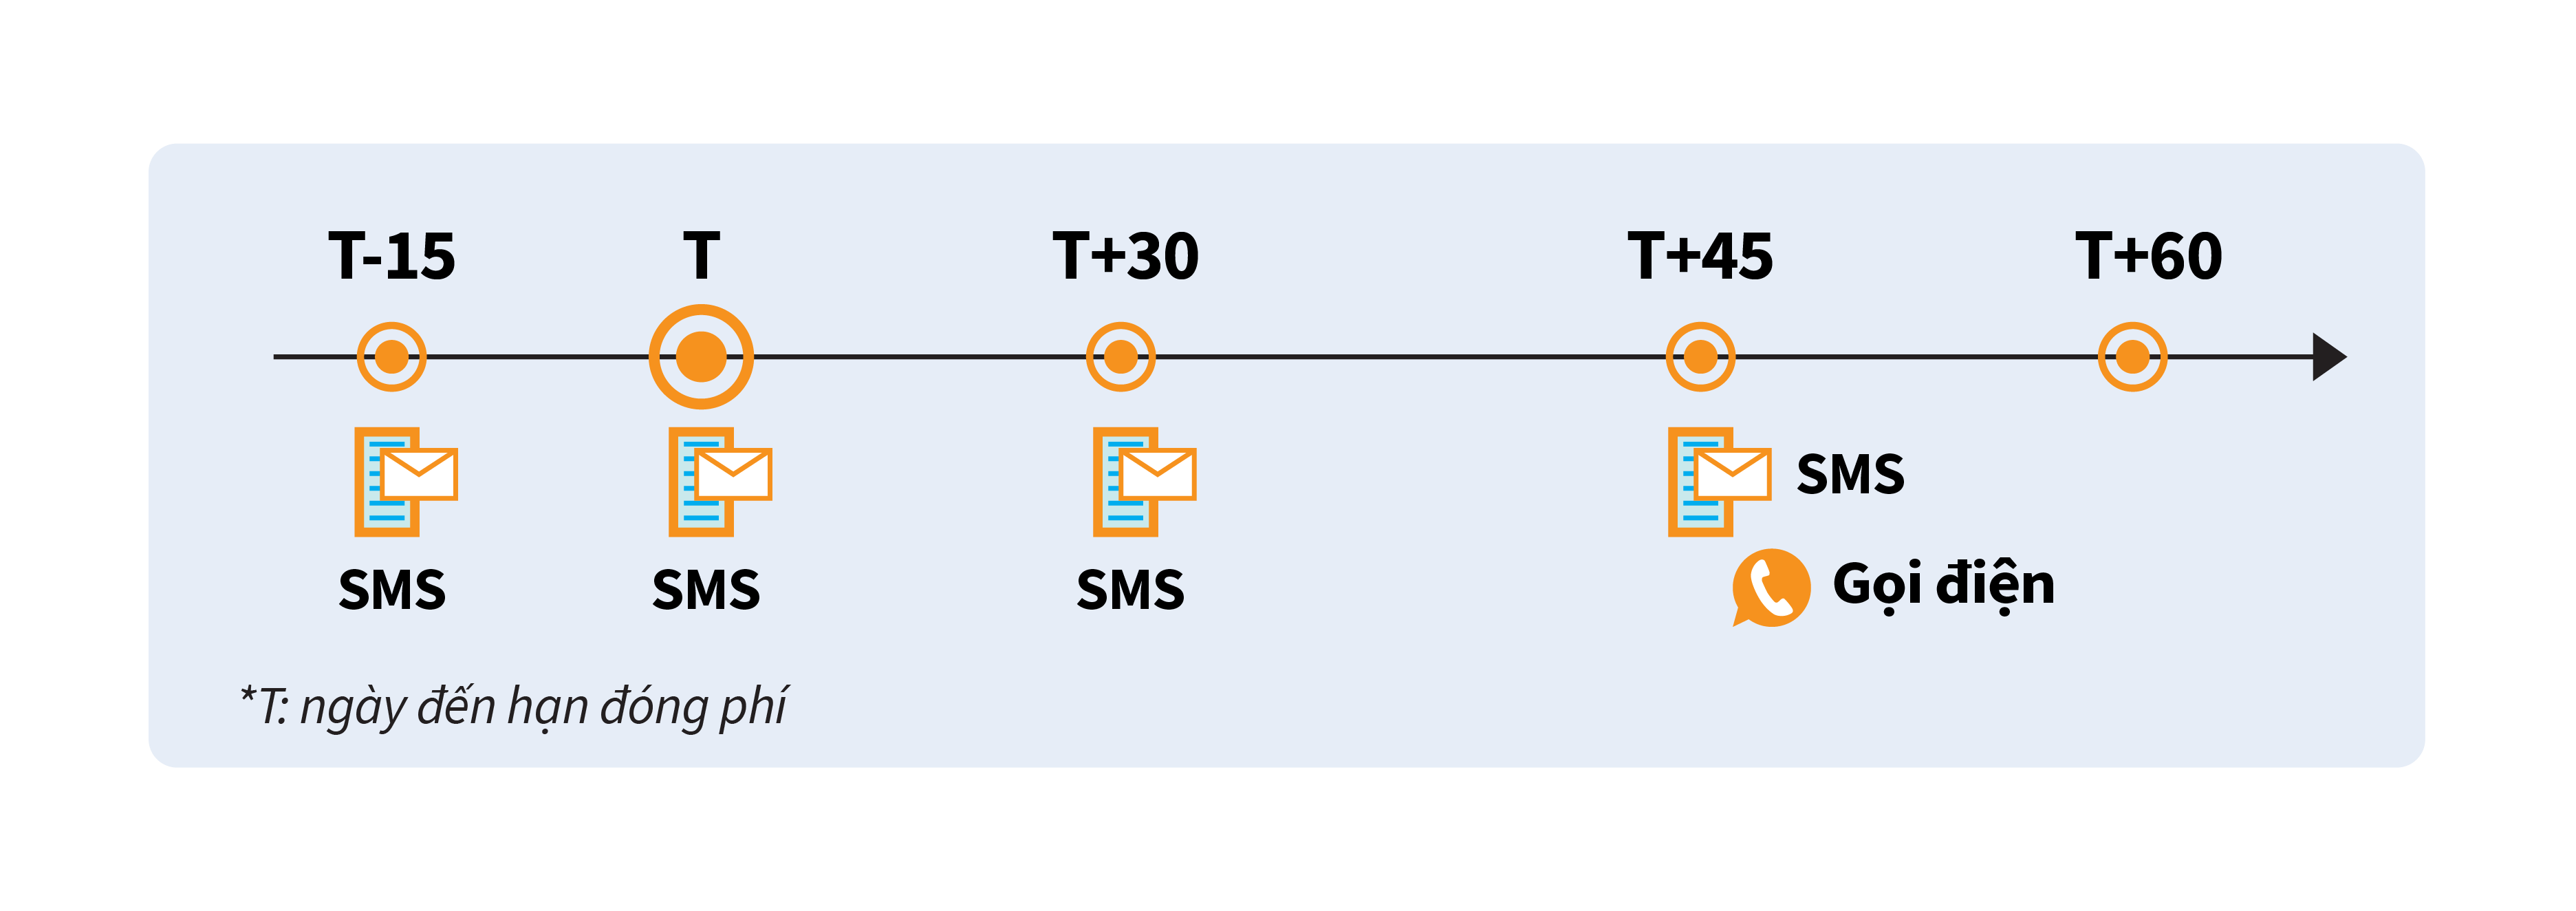 T-15 T T+30 T+45 T+60
SMS
SMS SMS SMS Gọi điện
*T: ngày đến hạn đóng phí